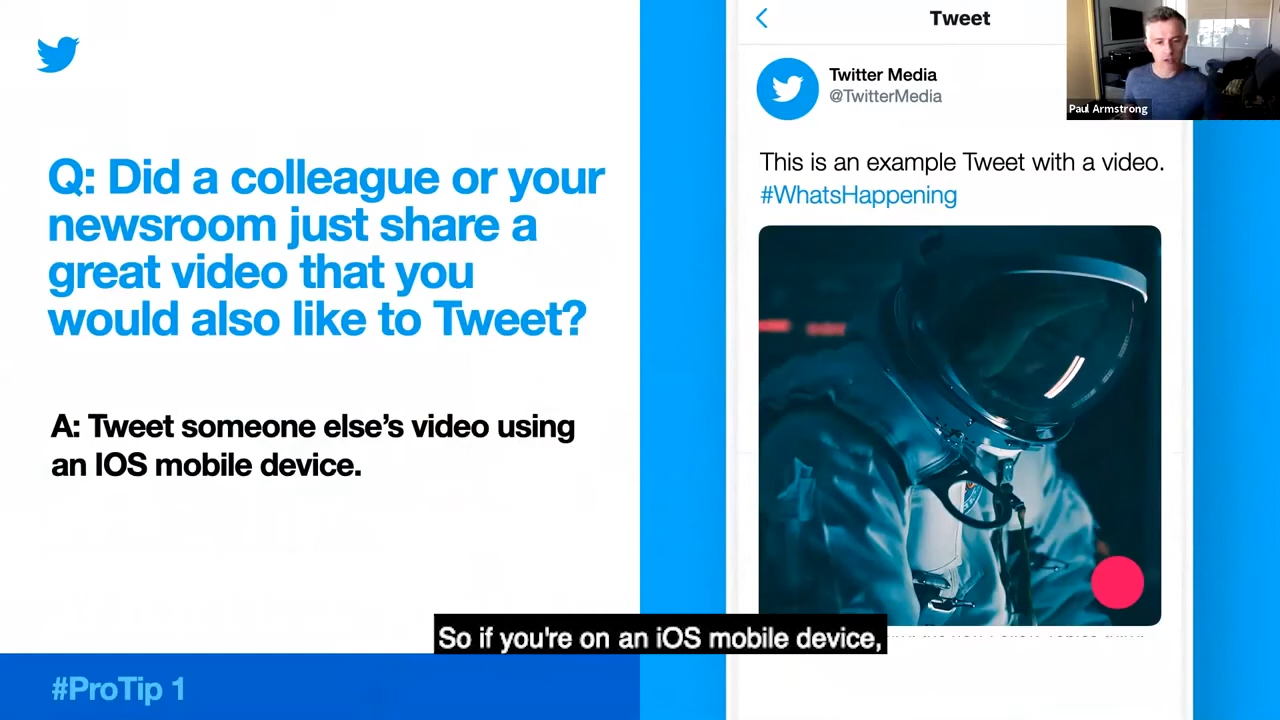 Q: Did a colleague or your
newsroom just share a
great video that you
would also like to Tweet?
A: Tweet someone else’s video using
an IOS mobile device.
#ProTip 1
Tweet
Twitter Media
@TwitterMedia
This is an example Tweet with a video.
#WhatsHappening
Paul Armstrong
So if you're on an iOS mobile device,